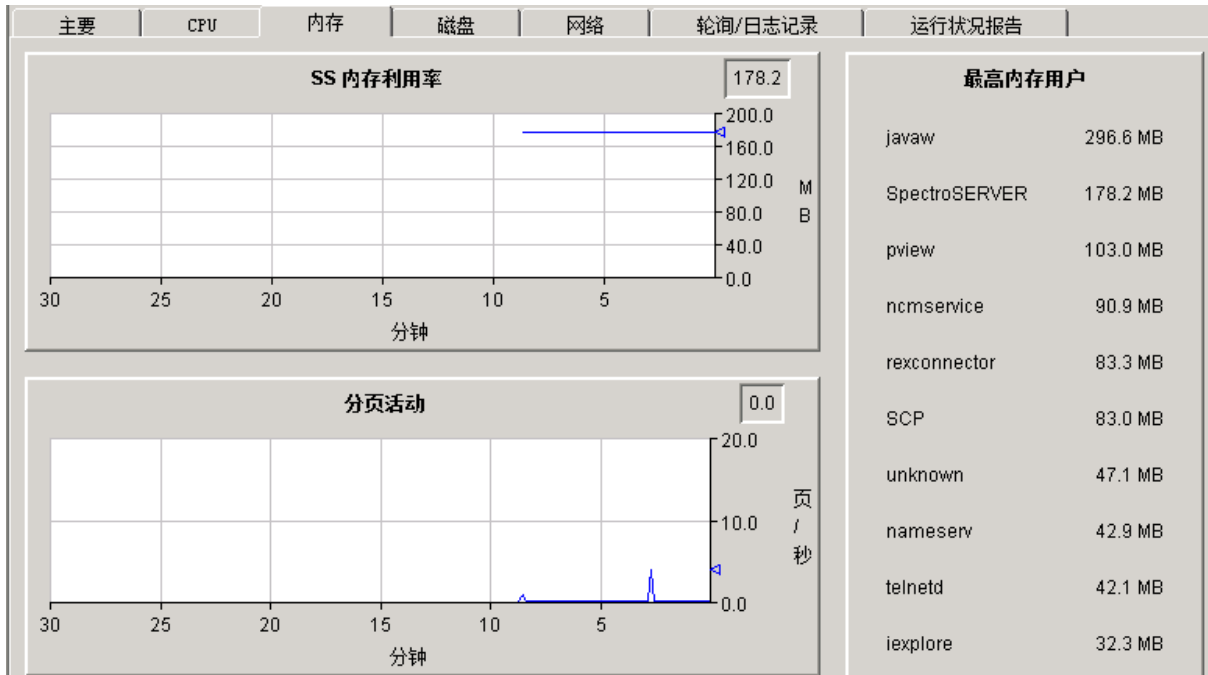 主要 CPU 内存 磁盘 网络 轮询/日志记录 运行状况报告
SS 内存利用率 178.2
200.0
160.0
120.0
80.0
40.0
0.0
M
B
30 25 20 15 10 5
分钟
分页活动 0.0
20.0
10.0
0.0
页
/
秒
30 25 20 15 10 5
分钟
最高内存用户
javaw 296.6 MB
SpectroSERVER 178.2 MB
pview 103.0 MB
ncmservice 90.9 MB
rexconnector 83.3 MB
SCP 83.0 MB
unknown 47.1 MB
nameserv 42.9 MB
telnetd 42.1 MB
iexplore 32.3 MB